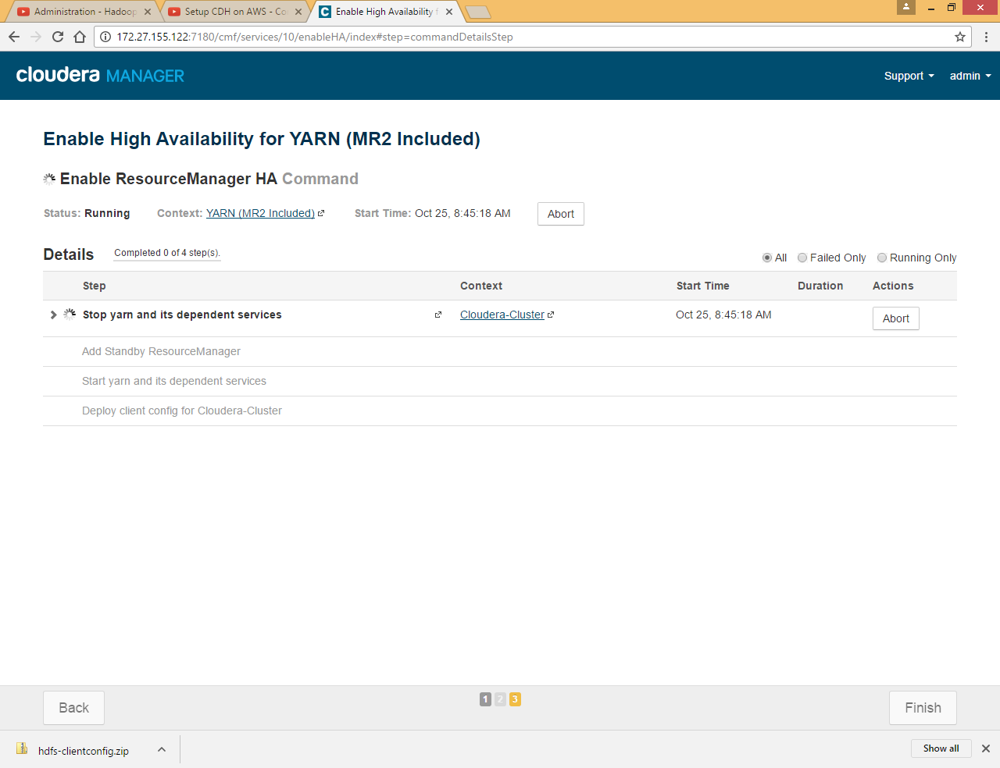 Administration - Hadoop
Setup CDH on AWS - Co
Enable High Availability f
172.27.155.122:7180/cmf/services/10/enableHA/index#step=commandDetailsStep
cloudera MANAGER
Support
admin
Enable High Availability for YARN (MR2 Included)
Enable ResourceManager HA Command
Status: Running Context: YARN (MR2 Included) Start Time: Oct 25, 8:45:18 AM Abort
Details Completed 0 of 4 step(s).
All Failed Only Running Only
Step Context Start Time Duration Actions
Stop yarn and its dependent services Cloudera-Cluster Oct 25, 8:45:18 AM Abort
Add Standby ResourceManager
Start yarn and its dependent services
Deploy client config for Cloudera-Cluster
Back 1 2 3 Finish
hdfs-clientconfig.zip Show all